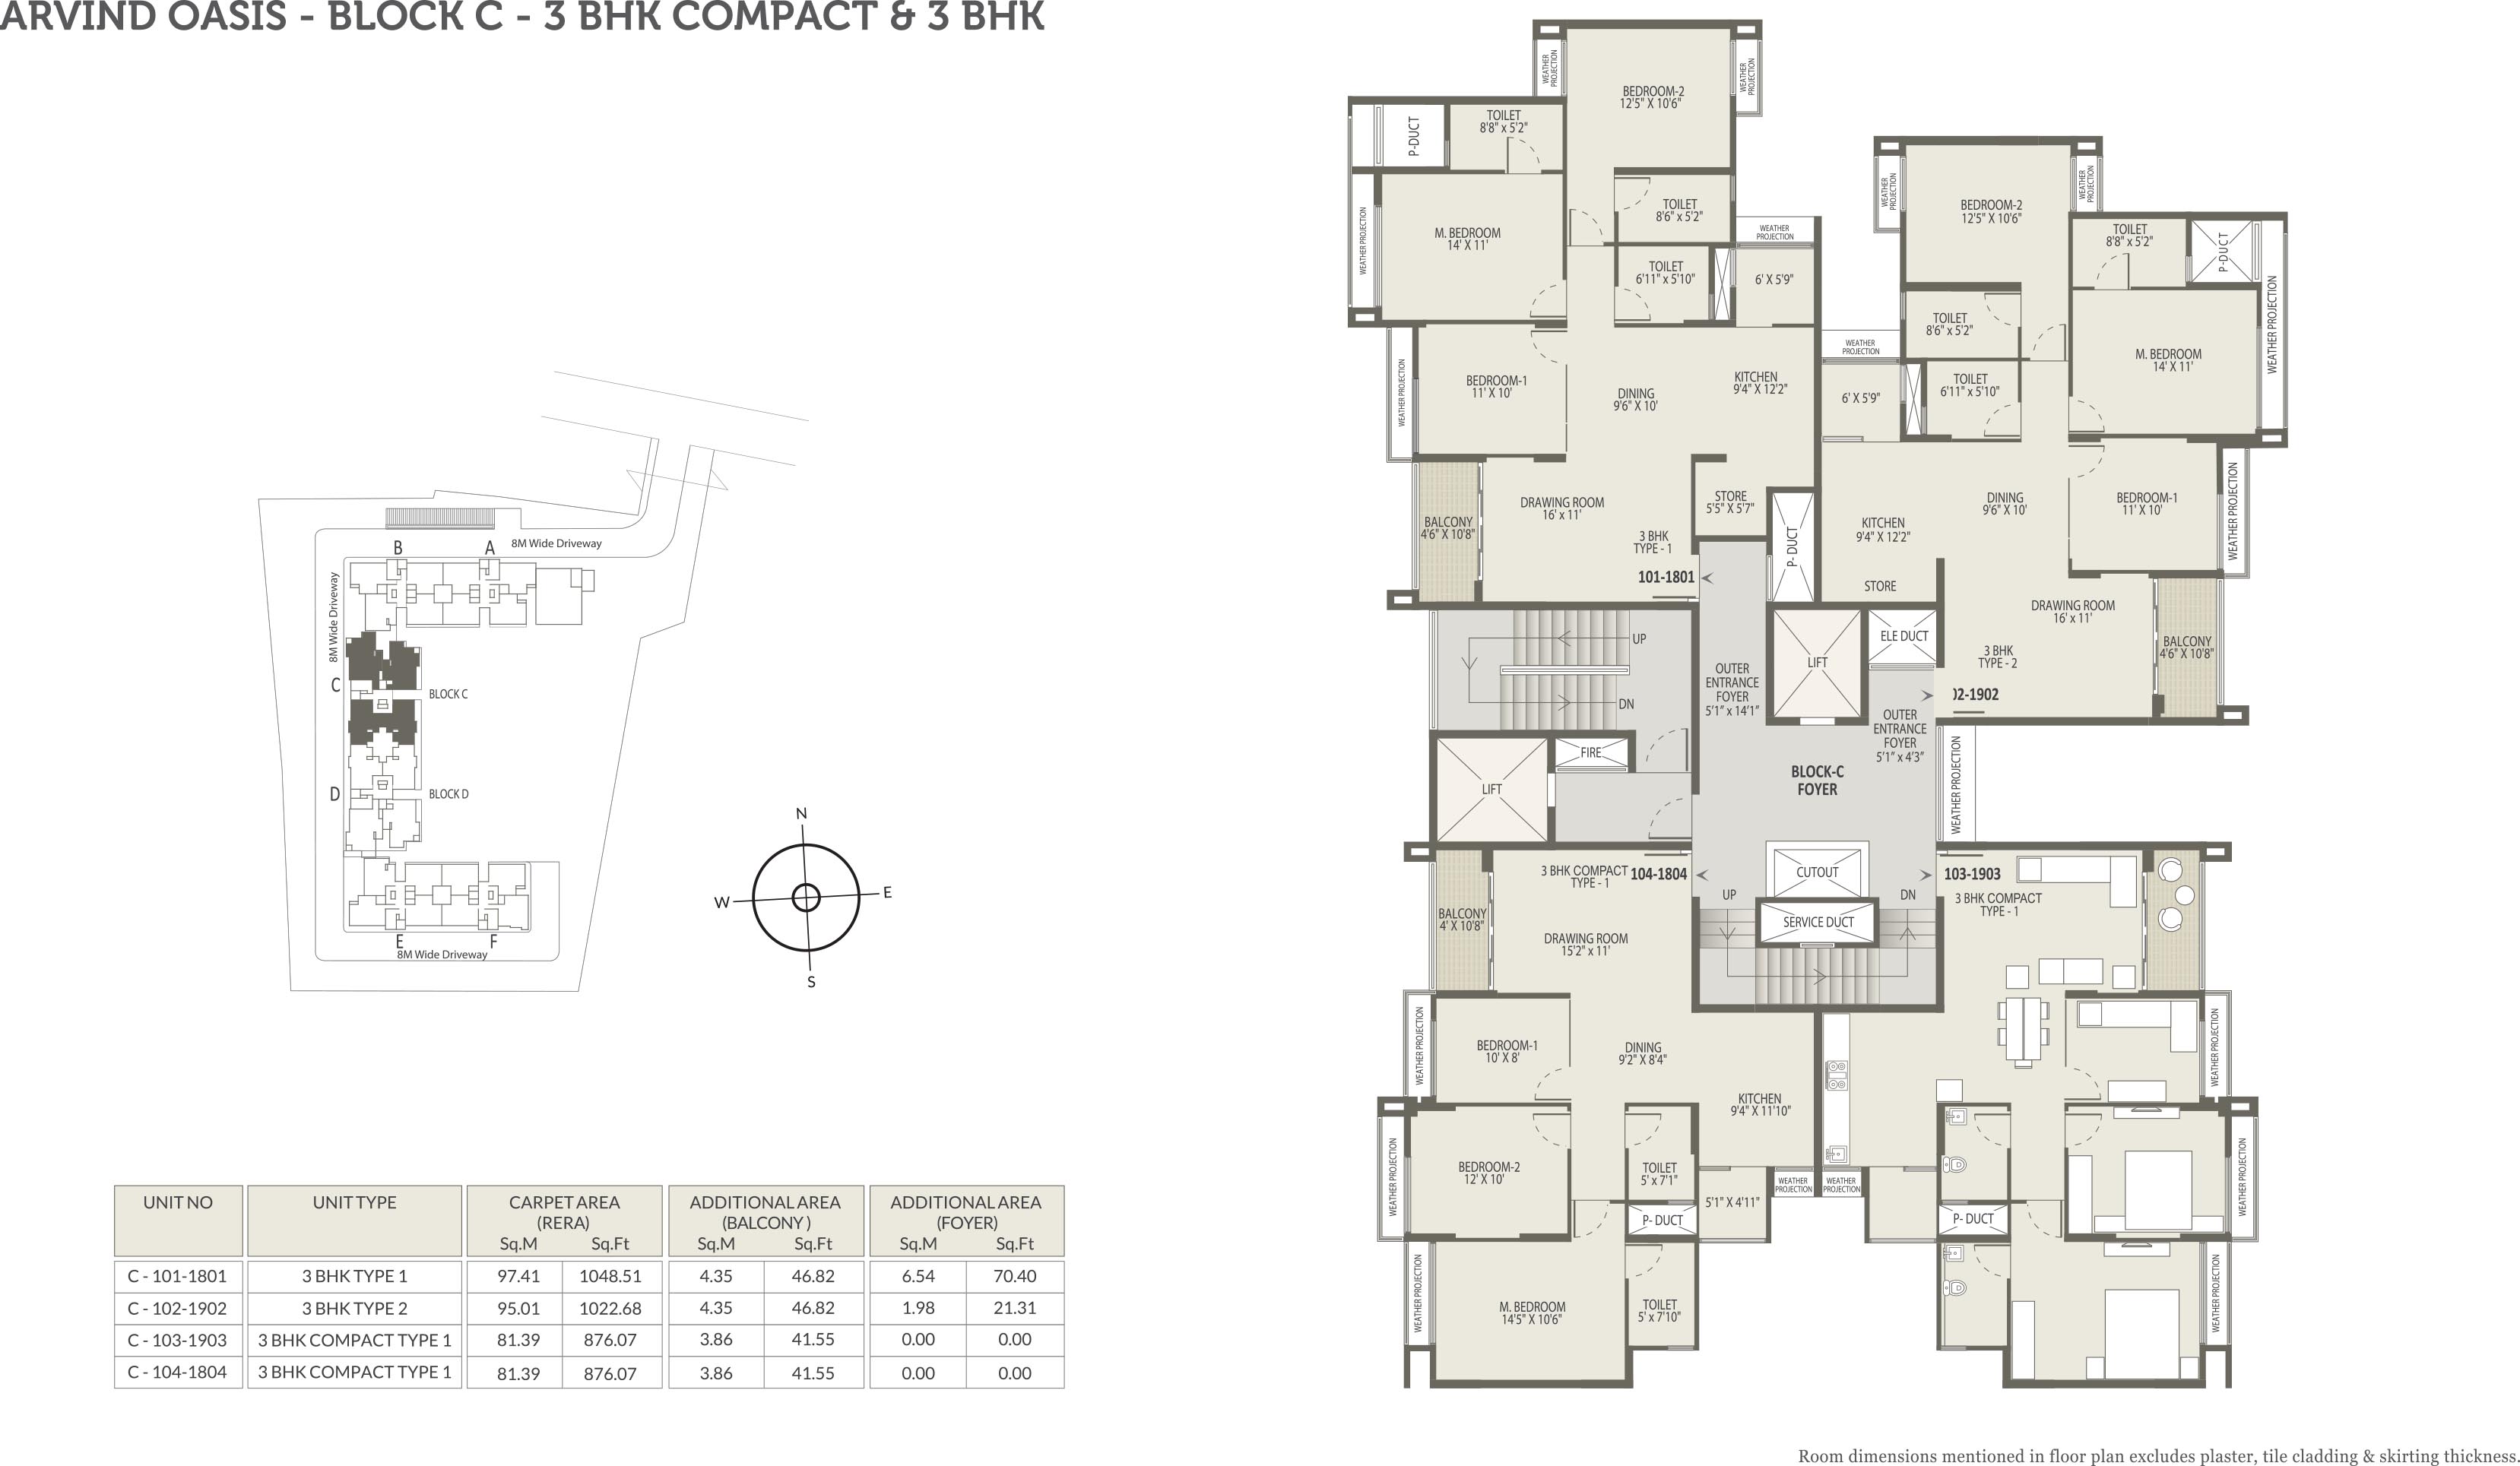 ARVIND OASIS - BLOCK C - 3 BHK COMPACT & 3 BHK
8M Wide Driveway
B
A
8M Wide Driveway
C
BLOCK C
D
BLOCK D
E
F
8M Wide Driveway
N
W
E
S
UNIT NO
UNIT TYPE
CARPET AREA
(RERA)
Sq.M Sq.Ft
ADDITIONAL AREA
(BALCONY )
Sq.M Sq.Ft
ADDITIONAL AREA
(FOYER)
Sq.M Sq.Ft
C - 101-1801 3 BHK TYPE 1 97.41 1048.51 4.35 46.82 6.54 70.40
C - 102-1902 3 BHK TYPE 2 95.01 1022.68 4.35 46.82 1.98 21.31
C - 103-1903 3 BHK COMPACT TYPE 1 81.39 876.07 3.86 41.55 0.00 0.00
C - 104-1804 3 BHK COMPACT TYPE 1 81.39 876.07 3.86 41.55 0.00 0.00
WEATHER
PROJECTION
BEDROOM-2
12'5" X 10'6"
WEATHER
PROJECTION
P-DUCT
TOILET
8'8" x 5'2"
WEATHER PROJECTION
M. BEDROOM
14' X 11'
TOILET
8'6" x 5'2"
WEATHER
PROJECTION
TOILET
6'11" x 5'10"
6' X 5'9"
WEATHER PROJECTION
BEDROOM-1
11' X 10'
DINING
9'6" X 10'
KITCHEN
9'4" X 12'2"
DRAWING ROOM
16' x 11'
STORE
5'5" X 5'7"
BALCONY
4'6" X 10'8"
3 BHK
TYPE - 1
101-1801
P- DUCT
WEATHER
PROJECTION
BEDROOM-2
12'5" X 10'6"
WEATHER
PROJECTION
TOILET
8'8" x 5'2"
P-DUCT
WEATHER PROJECTION
TOILET
8'6" x 5'2"
WEATHER
PROJECTION
M. BEDROOM
14' X 11'
6' X 5'9"
TOILET
6'11" x 5'10"
DINING
9'6" X 10'
BEDROOM-1
11' X 10'
WEATHER PROJECTION
KITCHEN
9'4" X 12'2"
STORE
DRAWING ROOM
16' x 11'
BALCONY
4'6" X 10'8"
3 BHK
TYPE - 2
02-1902
UP
DN
OUTER
ENTRANCE
FOYER
5'1" x 14'1"
LIFT
ELE DUCT
OUTER
ENTRANCE
FOYER
5'1" x 4'3"
FIRE
LIFT
BLOCK-C
FOYER
WEATHER PROJECTION
CUTOUT
UP
DN
SERVICE DUCT
3 BHK COMPACT
TYPE - 1
104-1804
BALCONY
4' X 10'8"
DRAWING ROOM
15'2" x 11'
WEATHER PROJECTION
BEDROOM-1
10' X 8'
DINING
9'2" X 8'4"
KITCHEN
9'4" X 11'10"
WEATHER PROJECTION
BEDROOM-2
12' X 10'
TOILET
5' x 7'1"
WEATHER
PROJECTION
5'1" X 4'11"
P- DUCT
WEATHER PROJECTION
M. BEDROOM
14'5" X 10'6"
TOILET
5' x 7'10"
103-1903
3 BHK COMPACT
TYPE - 1
WEATHER PROJECTION
WEATHER
PROJECTION
P- DUCT
WEATHER PROJECTION
WEATHER PROJECTION
Room dimensions mentioned in floor plan excludes plaster, tile cladding & skirting thickness.